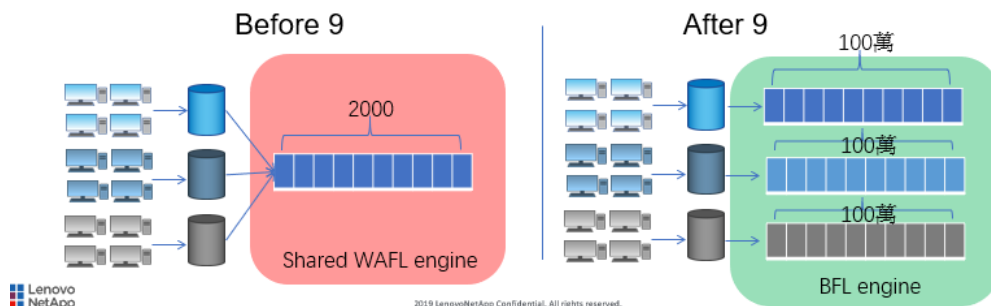 Before 9
2000
Shared WAFL engine
After 9
100萬
100萬
100萬
BFL engine
Lenovo
NetApp
2019 LenovoNetApp Confidential. All rights reserved.